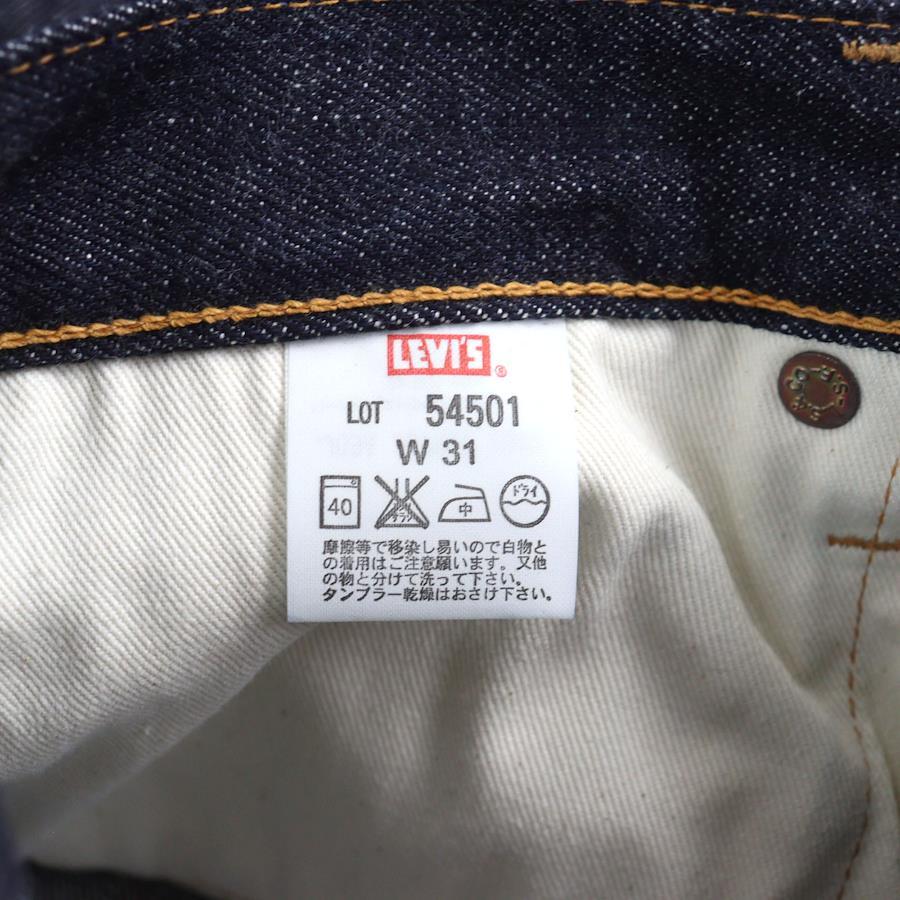 LEVI'S®
LOT 54501
W 31
40 中 ドライ
摩擦等で移染し易いので白物と
の着用はご注意願います。又他
の物と分けて洗って下さい。
タンブラー乾燥はおさけ下さい。